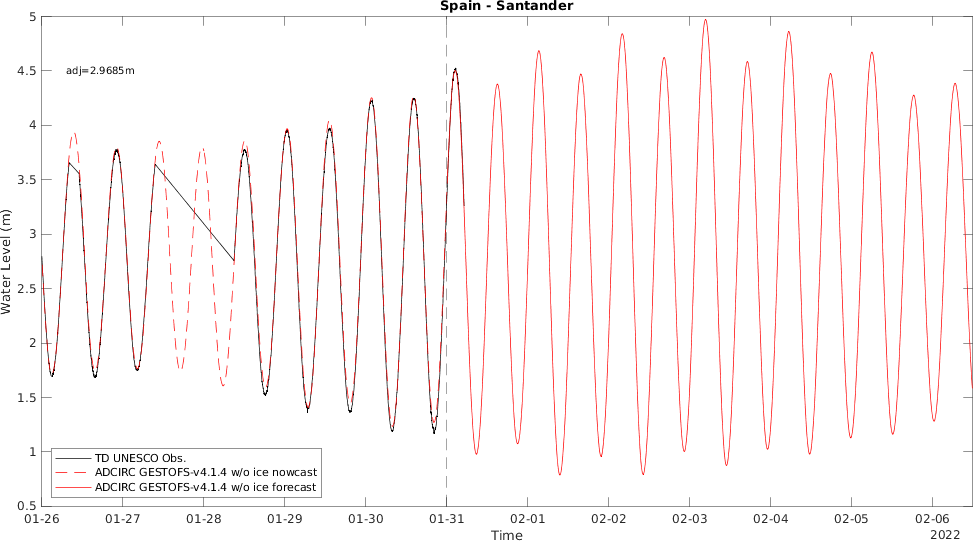 Spain - Santander
5
4.5
4
3.5
3
2.5
2
1.5
1
0.5
Water Level (m)
adj=2.9685m
TD UNESCO Obs.
ADCIRC GESTOFS-v4.1.4 w/o ice nowcast
ADCIRC GESTOFS-v4.1.4 w/o ice forecast
01-26 01-27 01-28 01-29 01-30 01-31 02-01 02-02 02-03 02-04 02-05 02-06
2022
Time